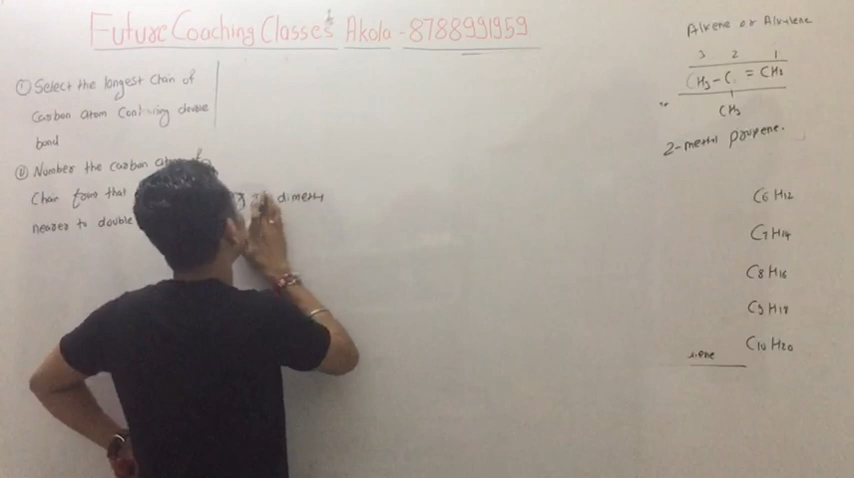 Future Coaching Classes Akola - 8788991959
① Select the longest chain of
Carbon atom Containing double
bond
② Number the carbon atom of
Chain from that
nearer to double
dimethy
Alkene or Alkylene
3 2 1
CH3 - C = CH2
CH3
2-methyl propene.
C6 H12
C7 H14
C8 H16
C9 H18
C10 H20